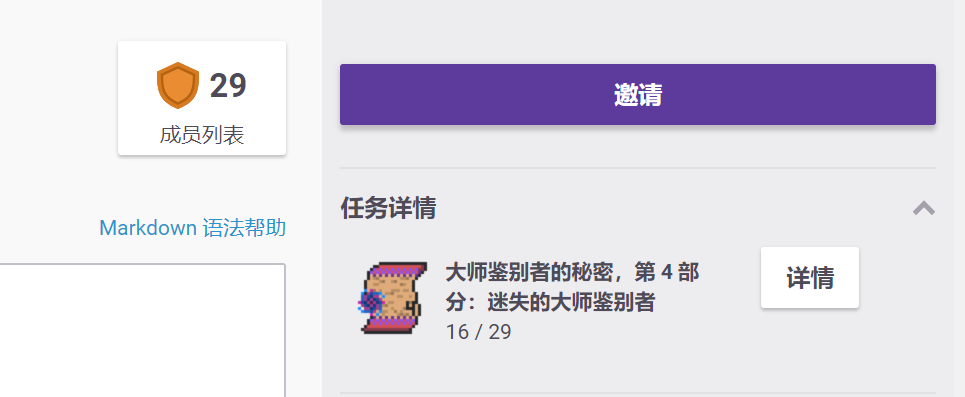 29
成员列表
Markdown 语法帮助
邀请
任务详情
大师鉴别者的秘密，第 4 部
分：迷失的大师鉴别者
16 / 29
详情